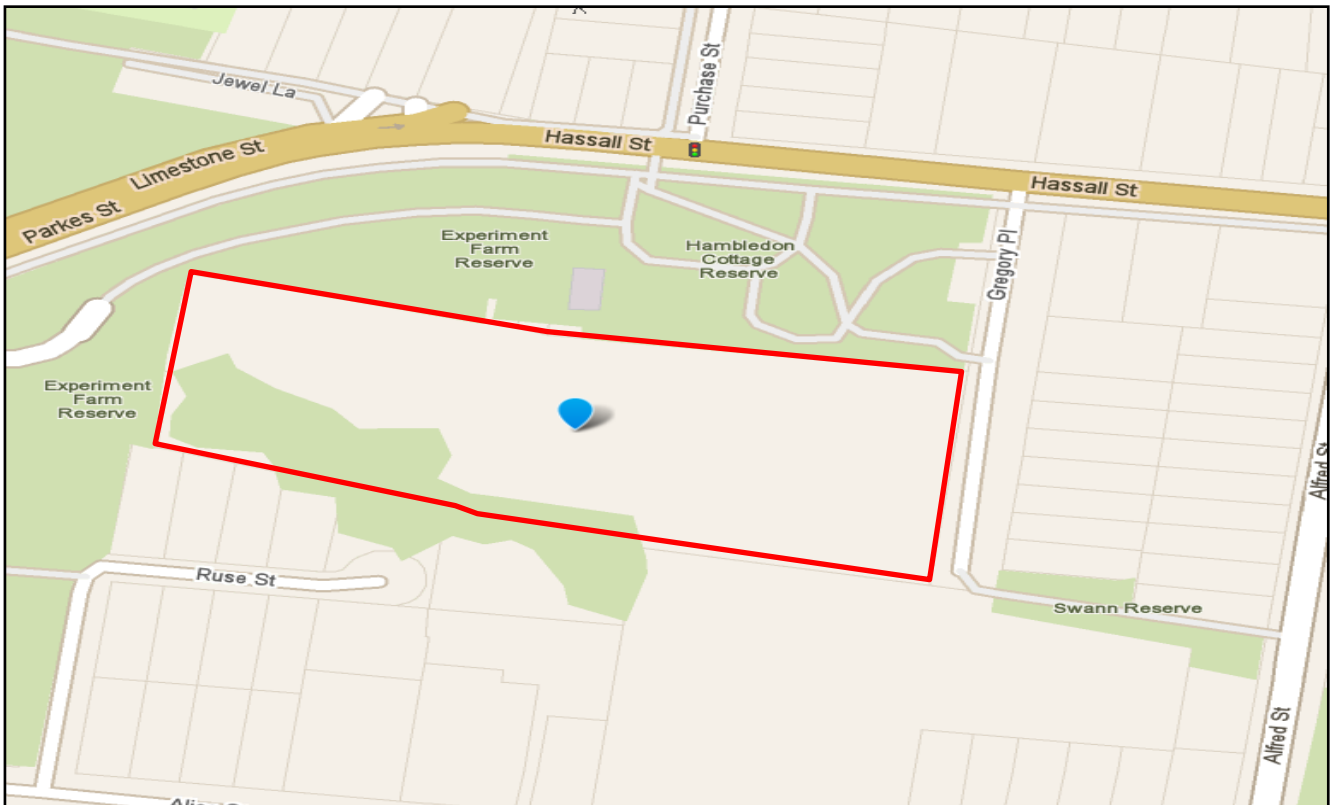 Jewel La
Purchase St
Hassall St
Limestone St
Parkes St
Hassall St
Experiment
Farm
Reserve
Hambledon
Cottage
Reserve
Gregory Pl
Experiment
Farm
Reserve
Alfred St
Ruse St
Swann Reserve
Alfred St